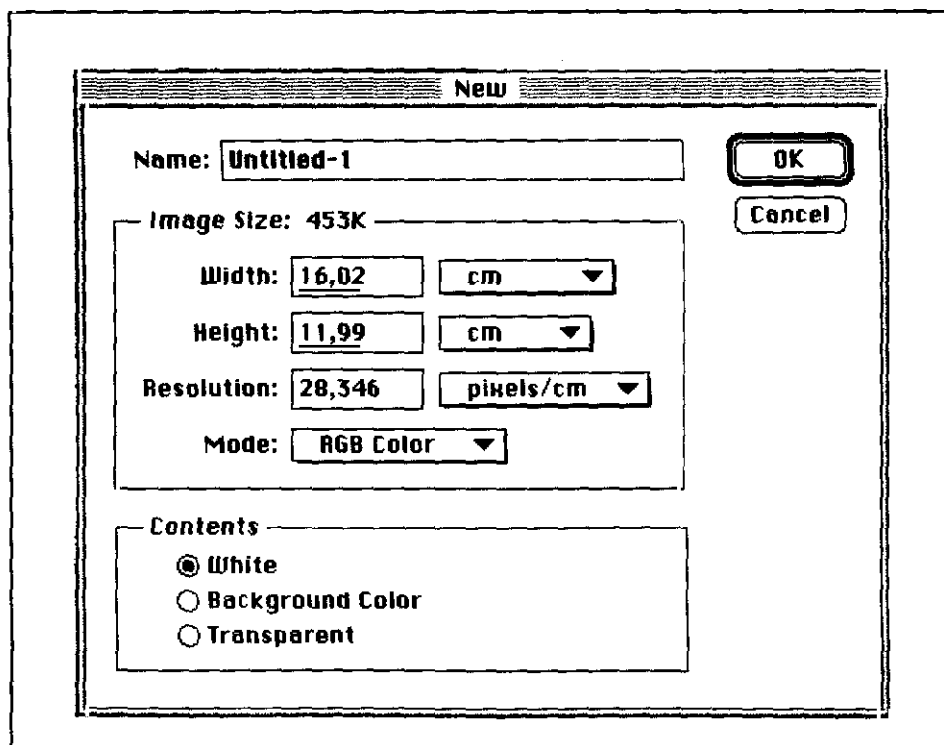 New
Name: Untitled-1
OK
Cancel
Image Size: 453K
Width: 16,02 cm
Height: 11,99 cm
Resolution: 28,346 pixels/cm
Mode: RGB Color
Contents
White
Background Color
Transparent